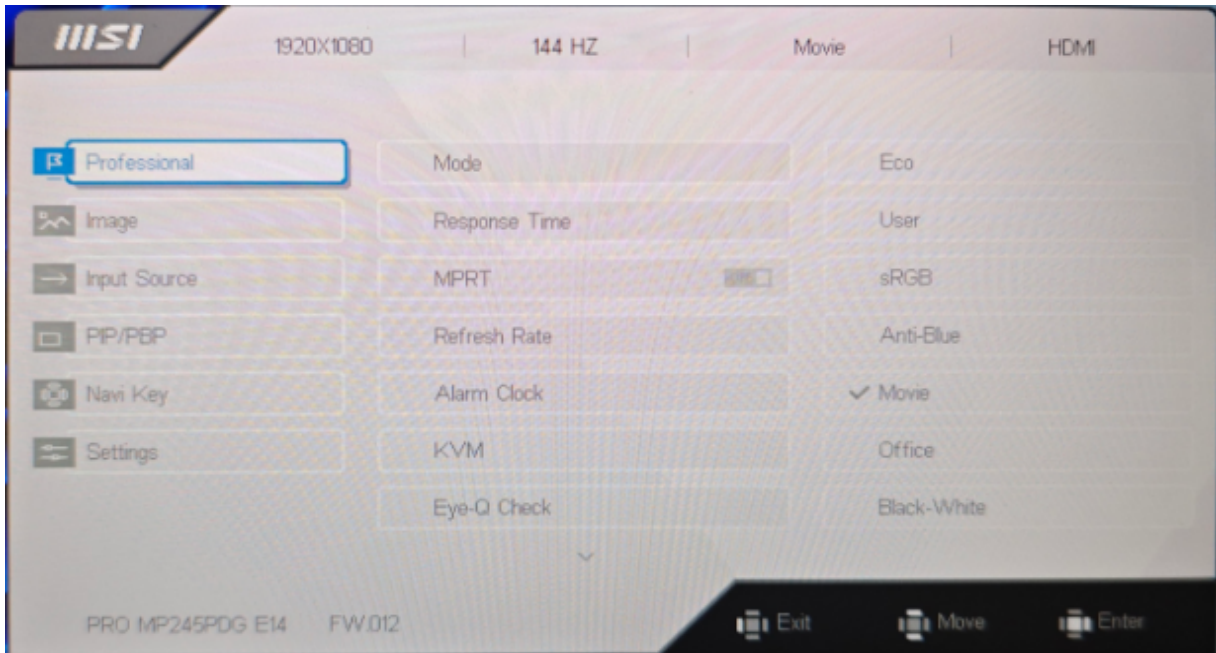 msi 1920X1080 144 HZ Movie HDMI
Professional Mode Eco
Image Response Time User
Input Source MPRT sRGB
PIP/PBP Refresh Rate Anti-Blue
Navi Key Alarm Clock Movie
Settings KVM Office
Eye-Q Check Black-White
PRO MP245PDG E14 FW.012 Exit Move Enter